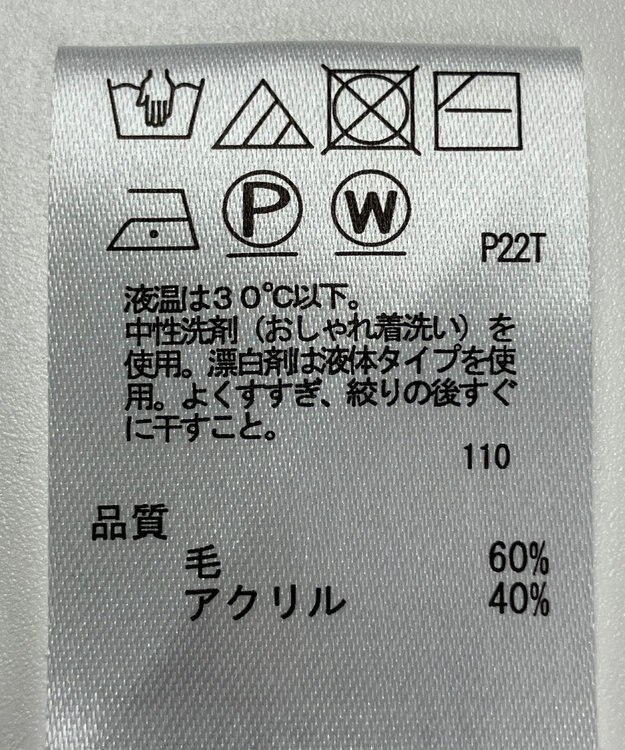 P W
P22T
液温は30℃以下。
中性洗剤（おしゃれ着洗い）を
使用。漂白剤は液体タイプを使
用。よくすすぎ、絞りの後すぐ
に干すこと。
110
品質
毛 60%
アクリル 40%